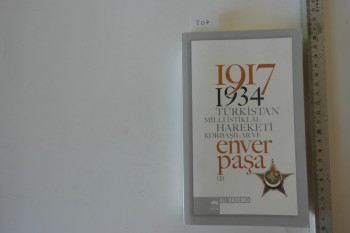 1917
1934
TÜRKİSTAN
MİLLİ İSTİKLAL
HAREKETİ
KORBAŞILAR VE
enver
paşa